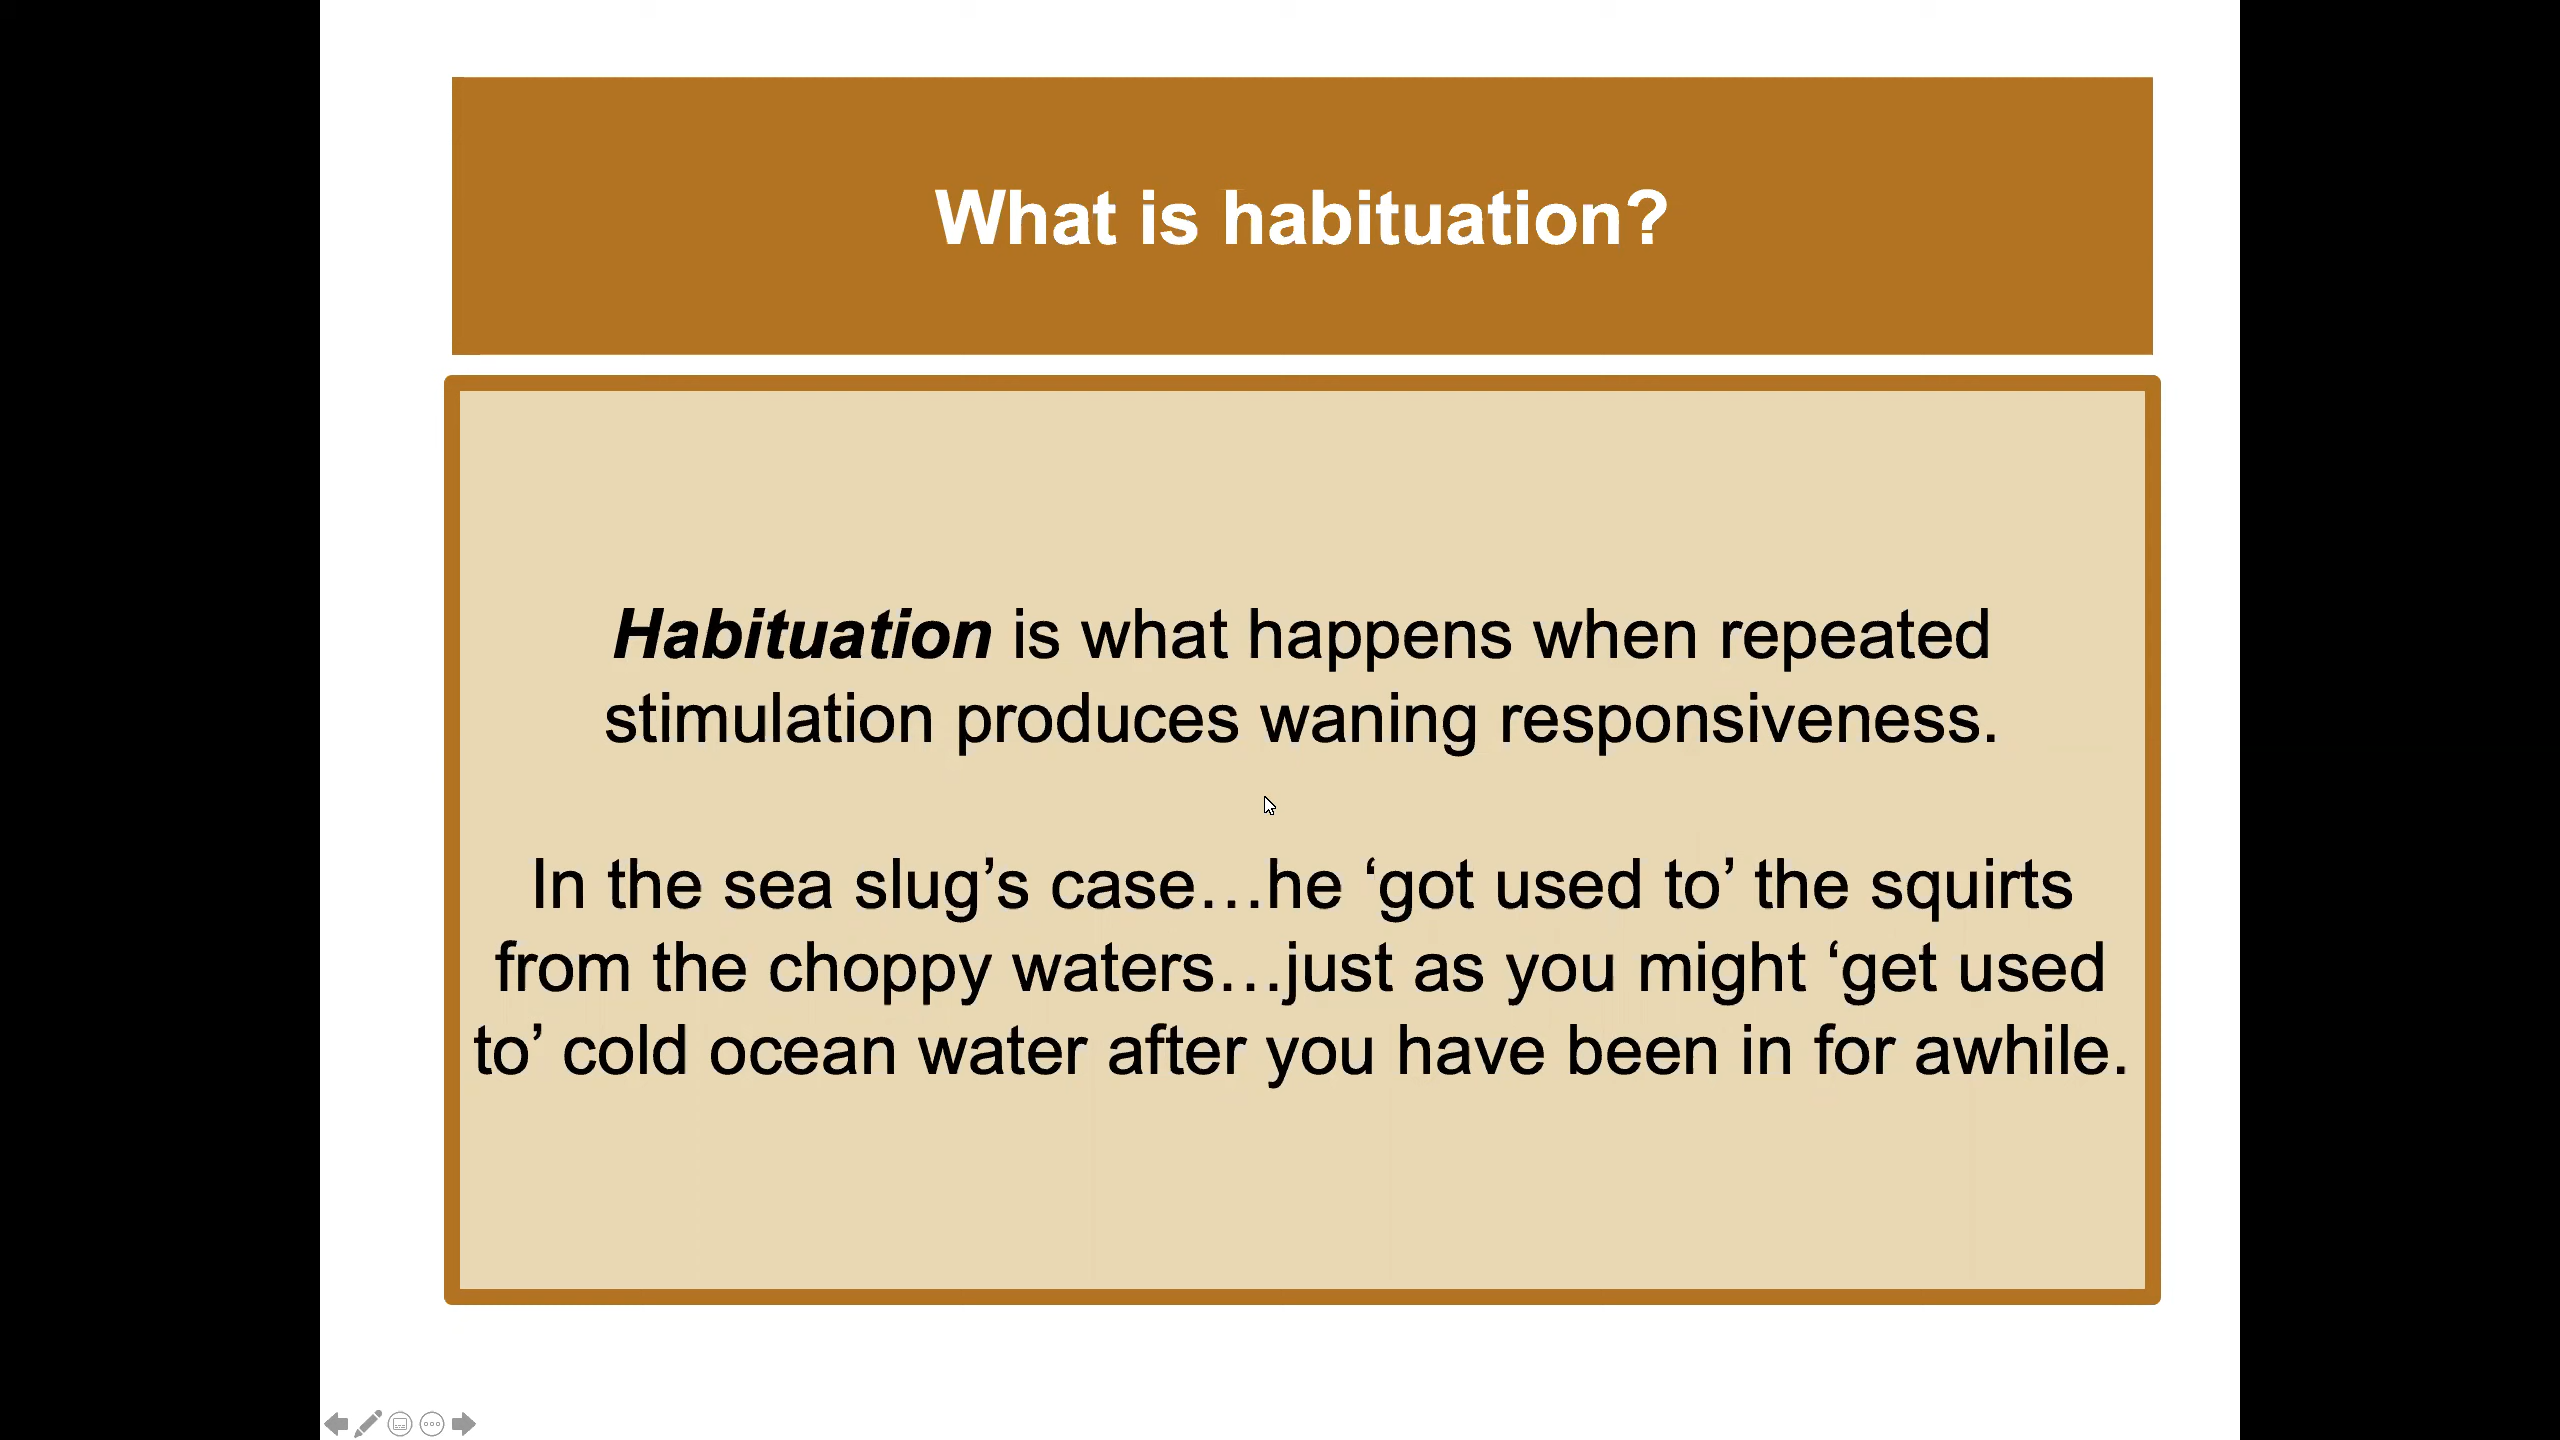 What is habituation?
Habituation is what happens when repeated
stimulation produces waning responsiveness.
In the sea slug’s case…he ‘got used to’ the squirts
from the choppy waters…just as you might ‘get used
to’ cold ocean water after you have been in for awhile.